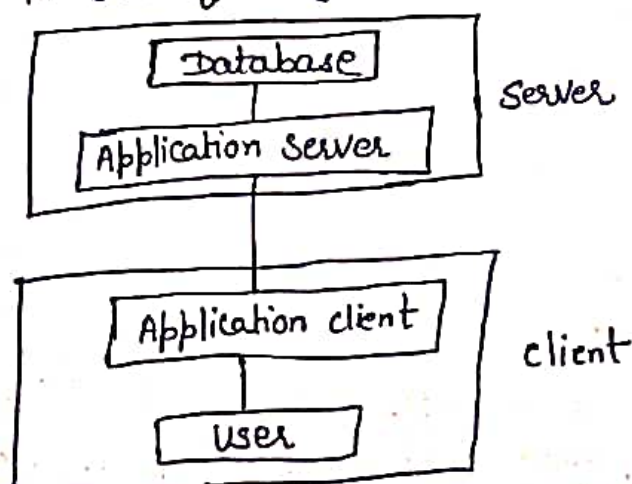 Database
Server
Application Server
Application client
client
user